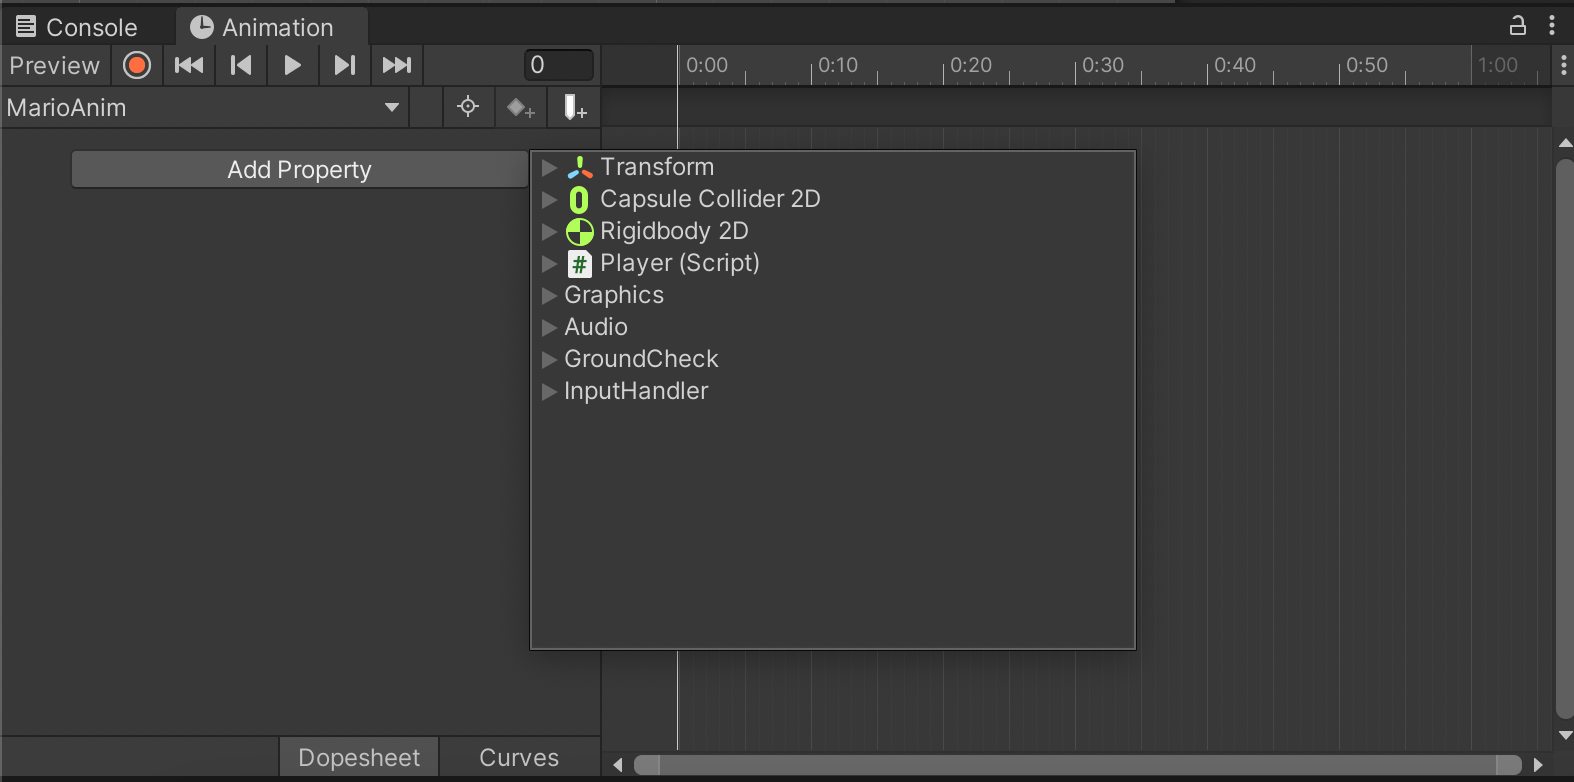 Console Animation
Preview 0 0:00 0:10 0:20 0:30 0:40 0:50 1:00
MarioAnim
Add Property
Transform
Capsule Collider 2D
Rigidbody 2D
# Player (Script)
Graphics
Audio
GroundCheck
InputHandler
Dopesheet Curves